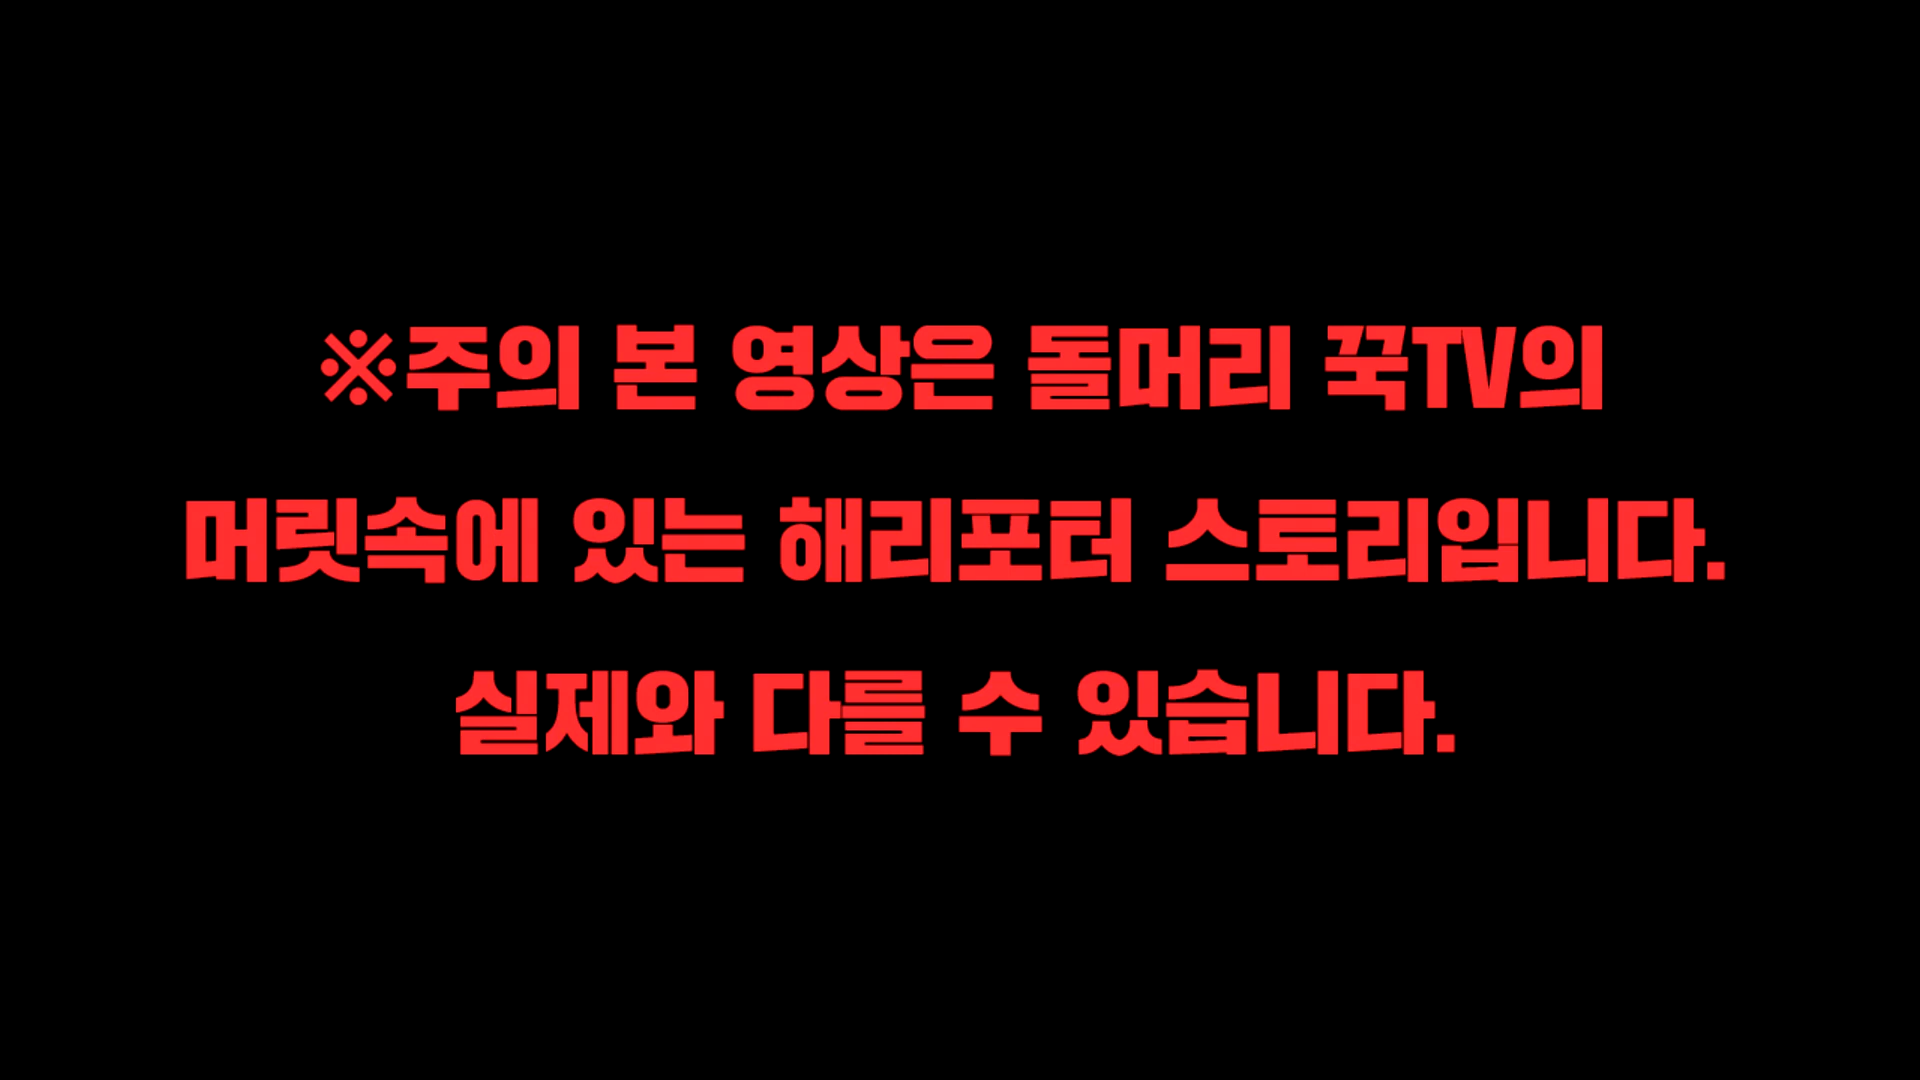 ※주의 본 영상은 돌머리 꾹TV의
머릿속에 있는 해리포터 스토리입니다.
실제와 다를 수 있습니다.